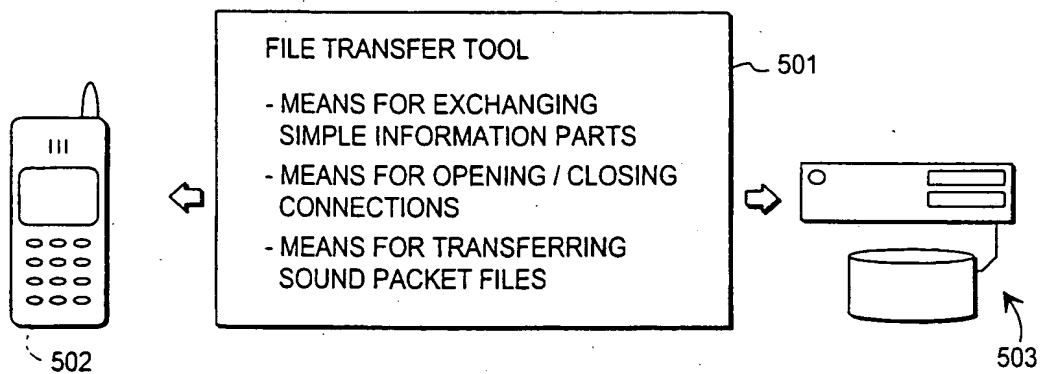 FILE TRANSFER TOOL
- MEANS FOR EXCHANGING
SIMPLE INFORMATION PARTS
- MEANS FOR OPENING / CLOSING
CONNECTIONS
- MEANS FOR TRANSFERRING
SOUND PACKET FILES
501
502
503